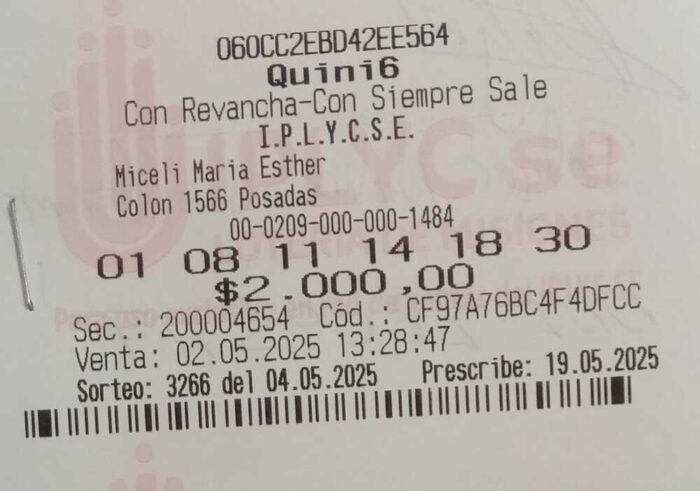 060CC2EBD42EE564
Quini6
Con Revancha-Con Siempre Sale
I.P.L.Y.C.S.E.
Miceli Maria Esther
Colon 1566 Posadas
00-0209-000-000-1484
01 08 11 14 18 30
$2.000,00
Sec.: 200004654 Cód.: CF97A76BC4F4DFCC
Venta: 02.05.2025 13:28:47
Sorteo: 3266 del 04.05.2025 Prescribe: 19.05.2025